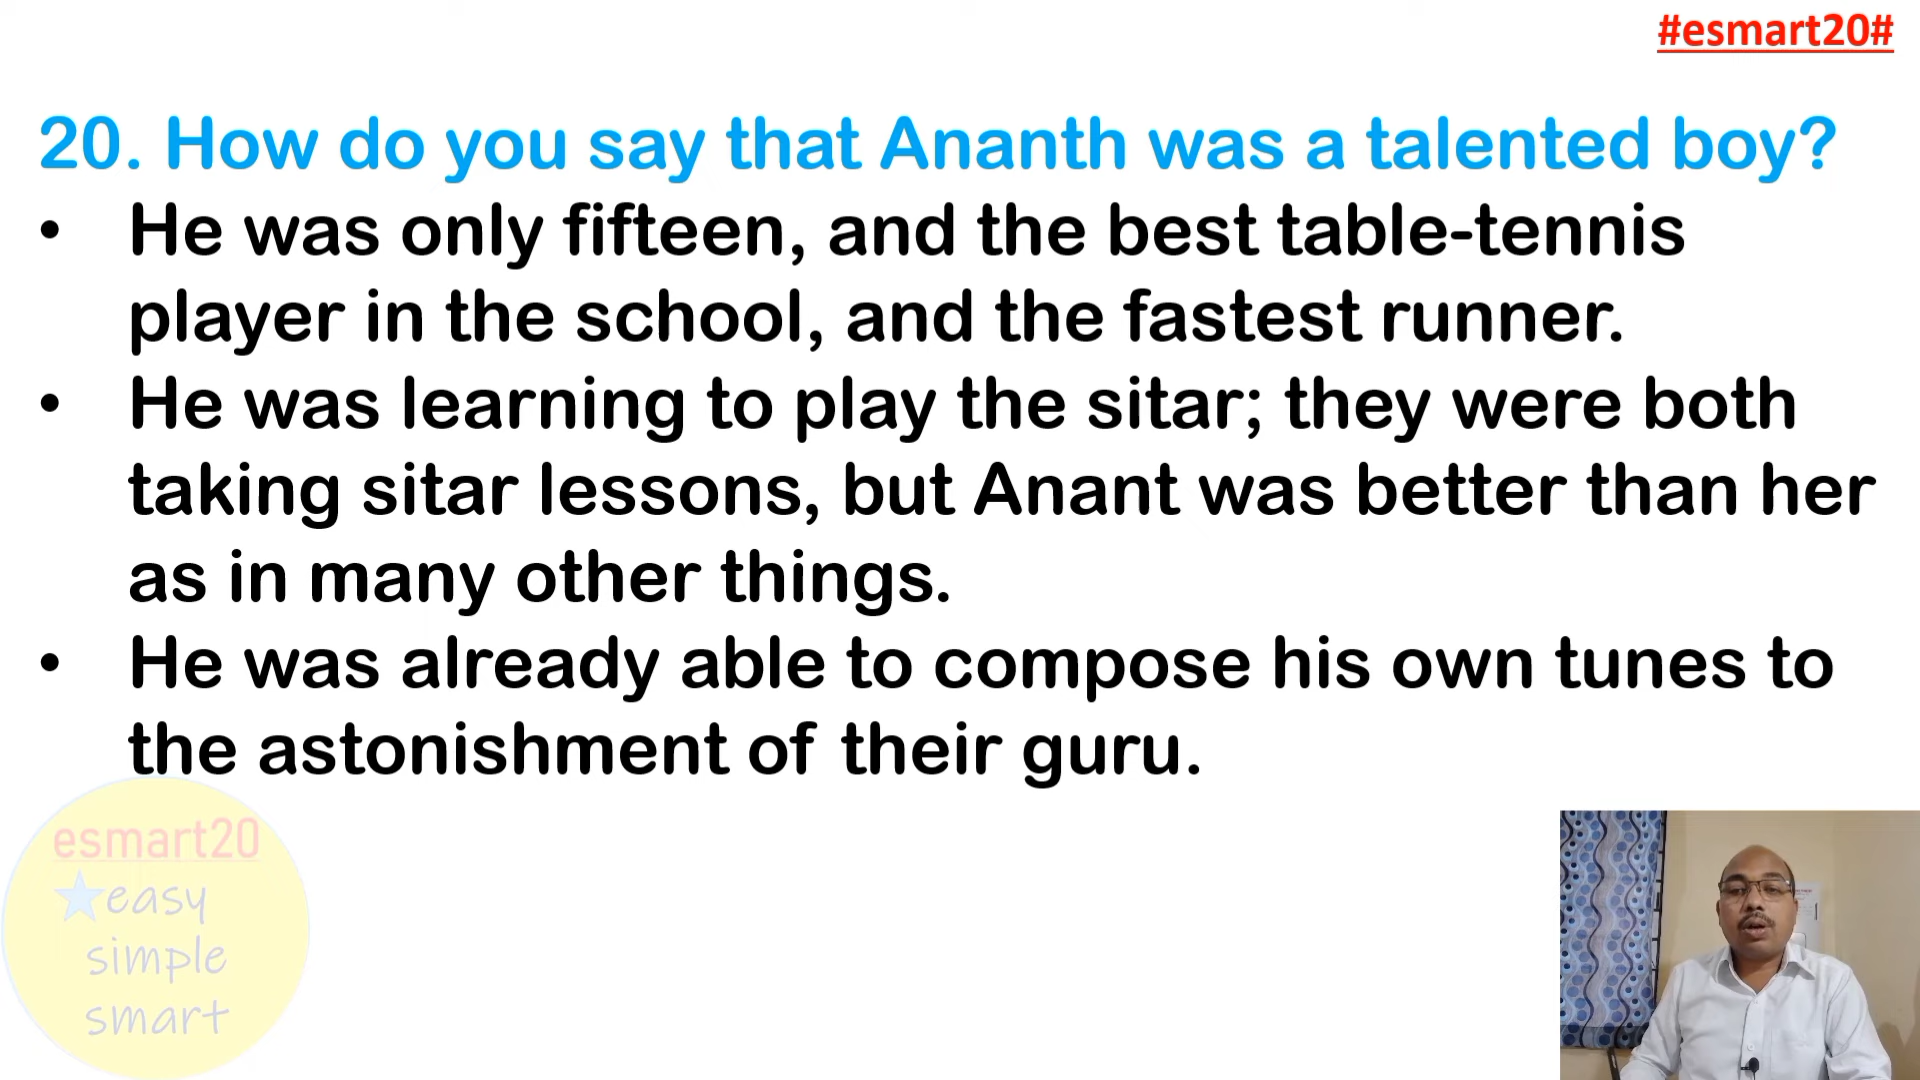 #esmart20#
20. How do you say that Ananth was a talented boy?
• He was only fifteen, and the best table-tennis
player in the school, and the fastest runner.
• He was learning to play the sitar; they were both
taking sitar lessons, but Anant was better than her
as in many other things.
• He was already able to compose his own tunes to
the astonishment of their guru.
esmart20
easy
simple
smart